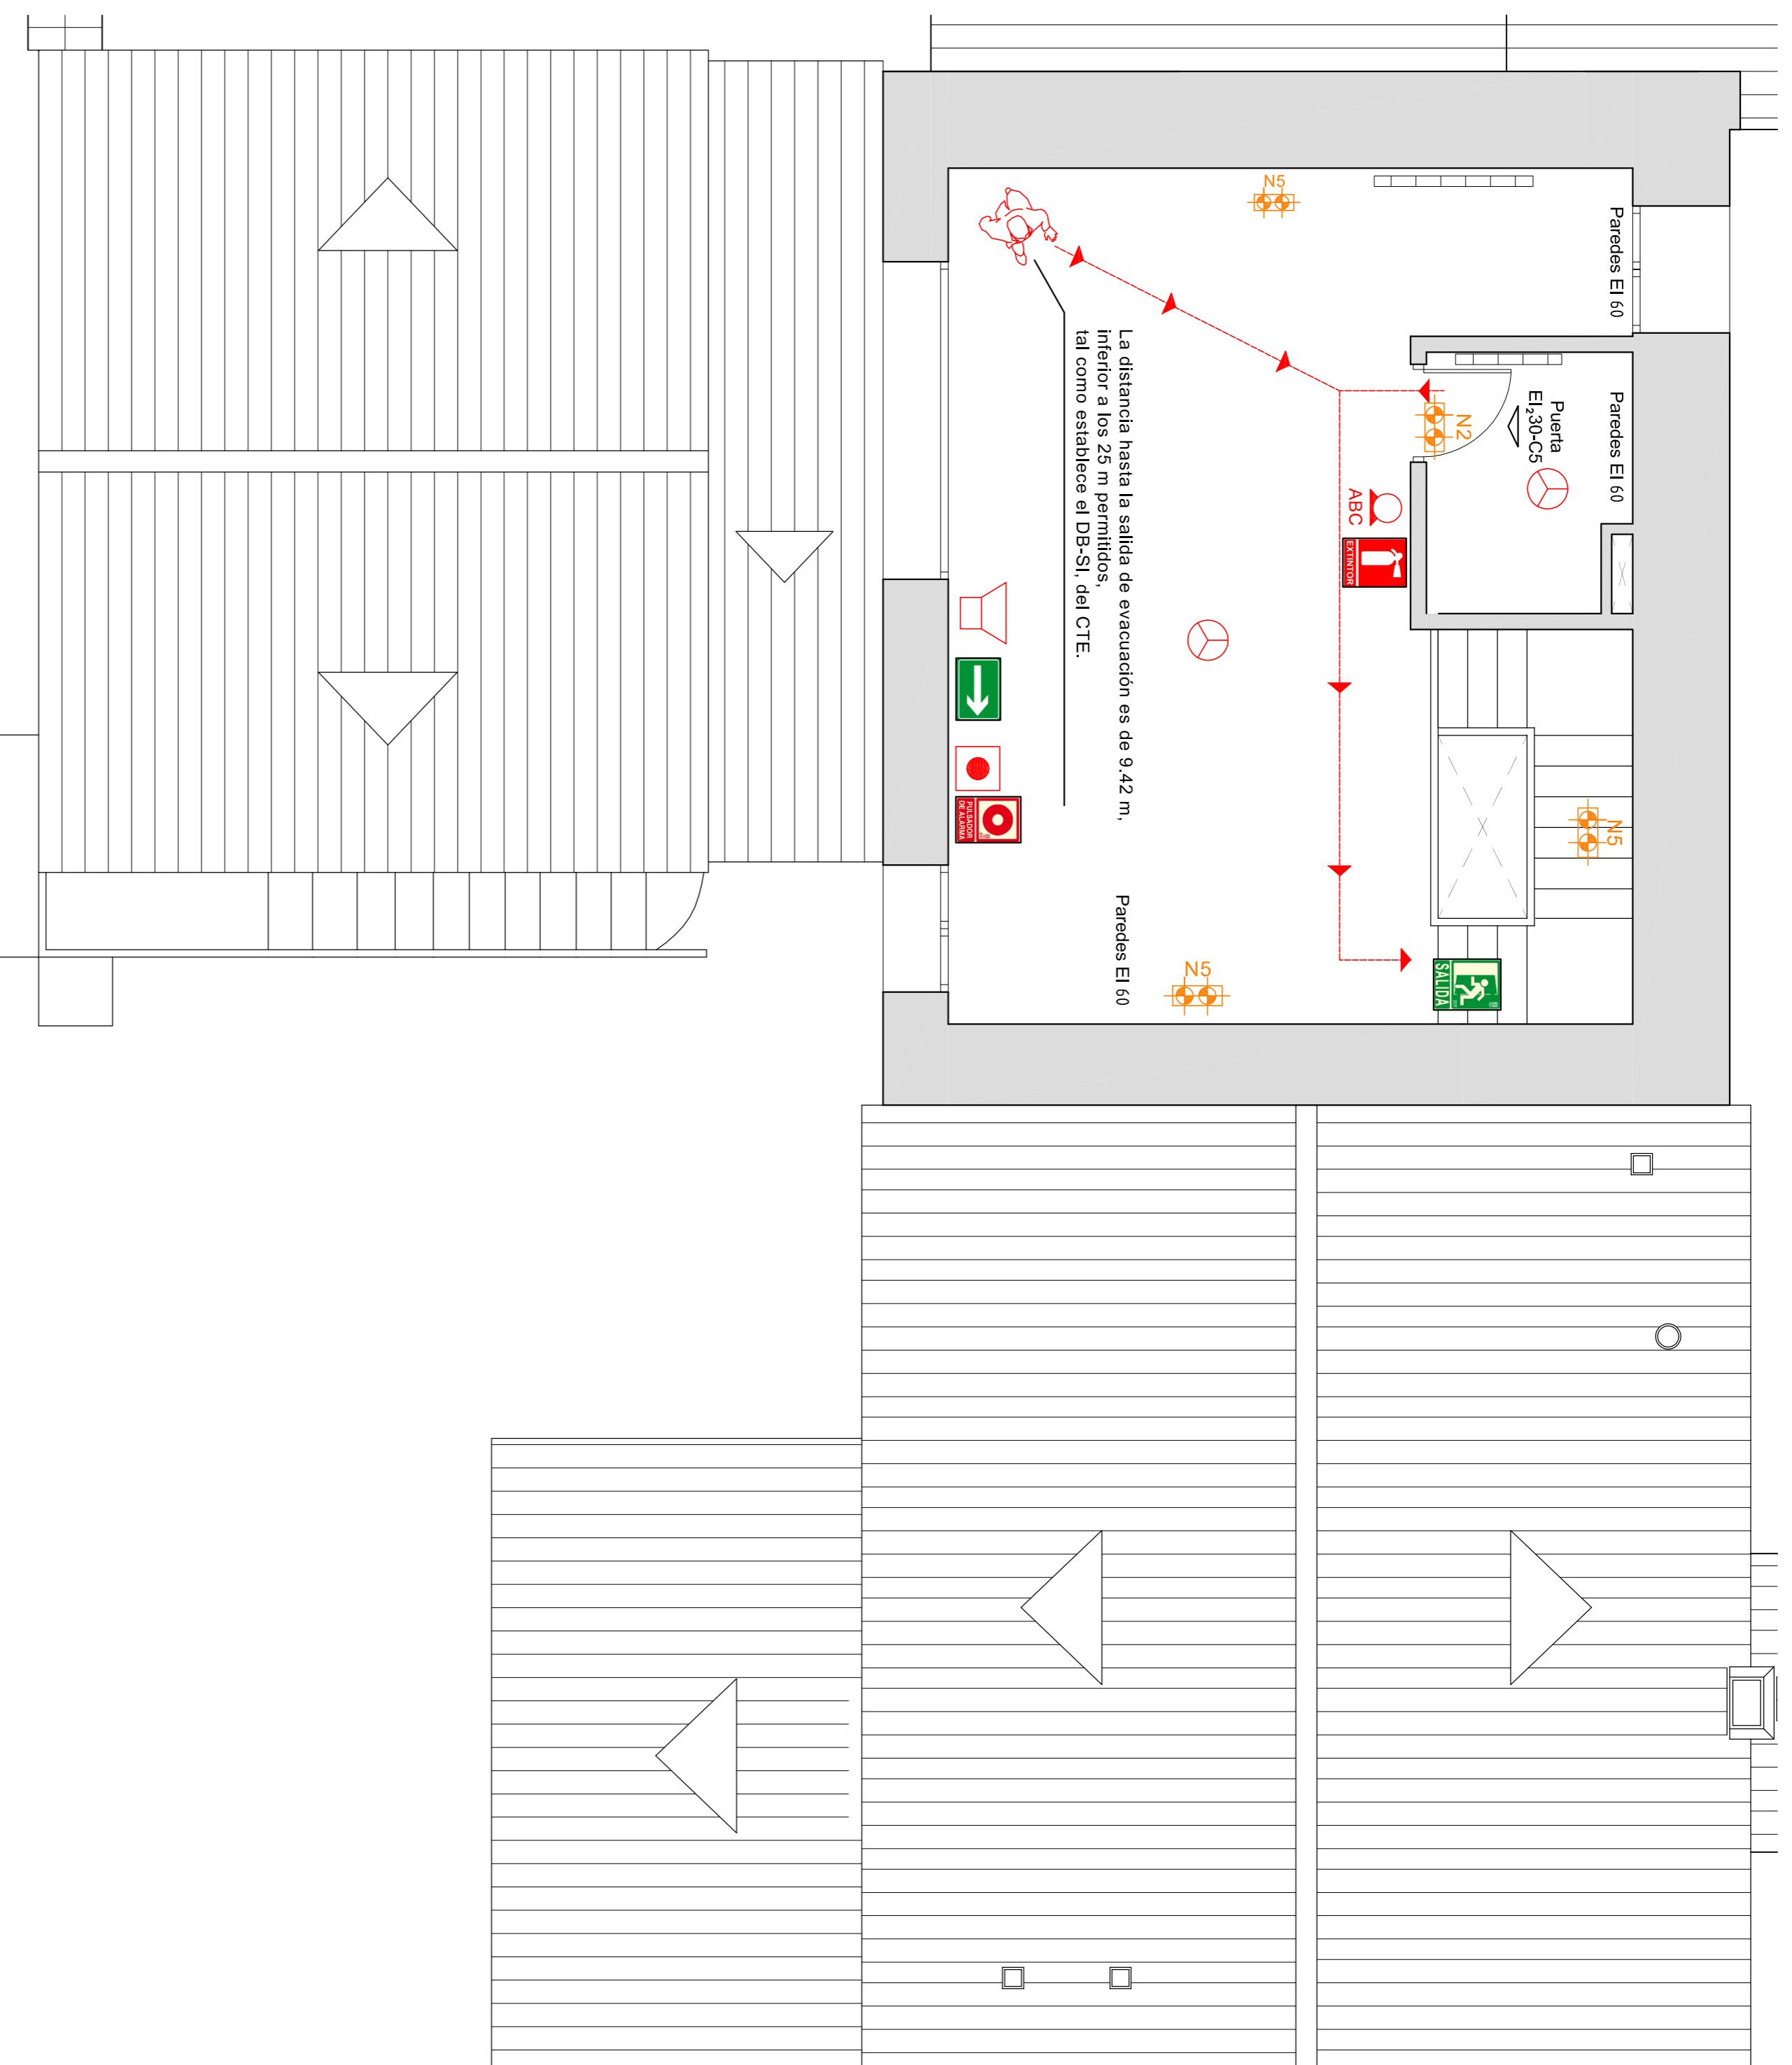 N5
Paredes EI 60
Paredes EI 60
Puerta
EI₂30-C5
N2
ABC
EXTINTOR
La distancia hasta la salida de evacuación es de 9.42 m,
inferior a los 25 m permitidos,
tal como establece el DB-SI, del CTE.
PULSADOR
DE ALARMA
N5
Paredes EI 60
N5
SALIDA